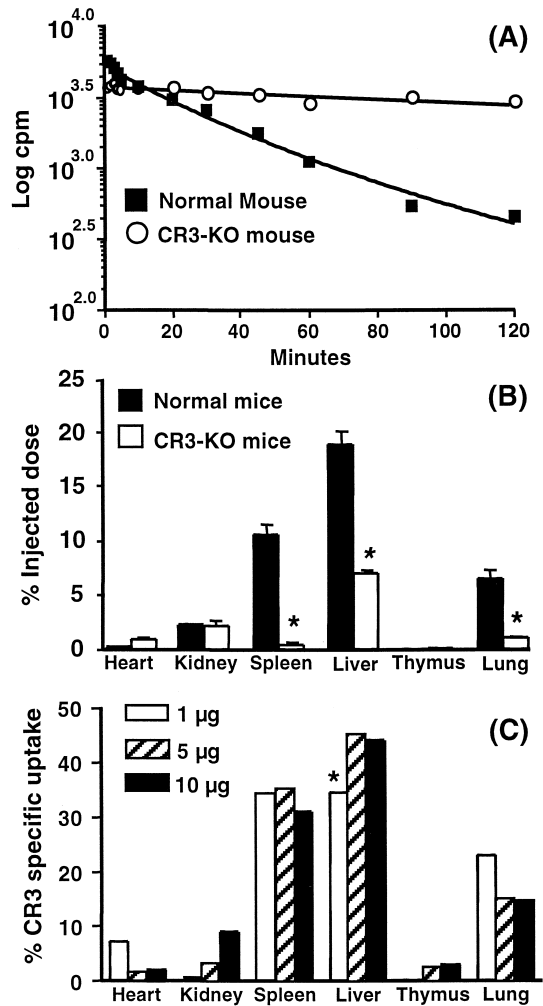 (A)
Log cpm
10^4.0
10^3.5
10^3.0
10^2.5
10^2.0
Normal Mouse
CR3-KO mouse
0 20 40 60 80 100 120
Minutes
(B)
% Injected dose
25
20
15
10
5
0
Normal mice
CR3-KO mice
*
*
*
Heart Kidney Spleen Liver Thymus Lung
(C)
% CR3 specific uptake
50
40
30
20
10
0
1 µg
5 µg
10 µg
*
Heart Kidney Spleen Liver Thymus Lung